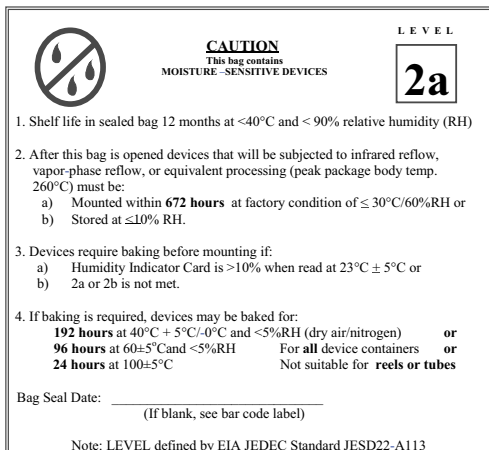 LEVEL
2a
CAUTION
This bag contains
MOISTURE –SENSITIVE DEVICES
1. Shelf life in sealed bag 12 months at <40°C and < 90% relative humidity (RH)
2. After this bag is opened devices that will be subjected to infrared reflow,
vapor-phase reflow, or equivalent processing (peak package body temp.
260°C) must be:
a) Mounted within 672 hours at factory condition of ≤ 30°C/60%RH or
b) Stored at ≤10% RH.
3. Devices require baking before mounting if:
a) Humidity Indicator Card is >10% when read at 23°C ± 5°C or
b) 2a or 2b is not met.
4. If baking is required, devices may be baked for:
192 hours at 40°C + 5°C/-0°C and <5%RH (dry air/nitrogen) or
96 hours at 60±5°Cand <5%RH For all device containers or
24 hours at 100±5°C Not suitable for reels or tubes
Bag Seal Date: ______________________________
(If blank, see bar code label)
Note: LEVEL defined by EIA JEDEC Standard JESD22-A113